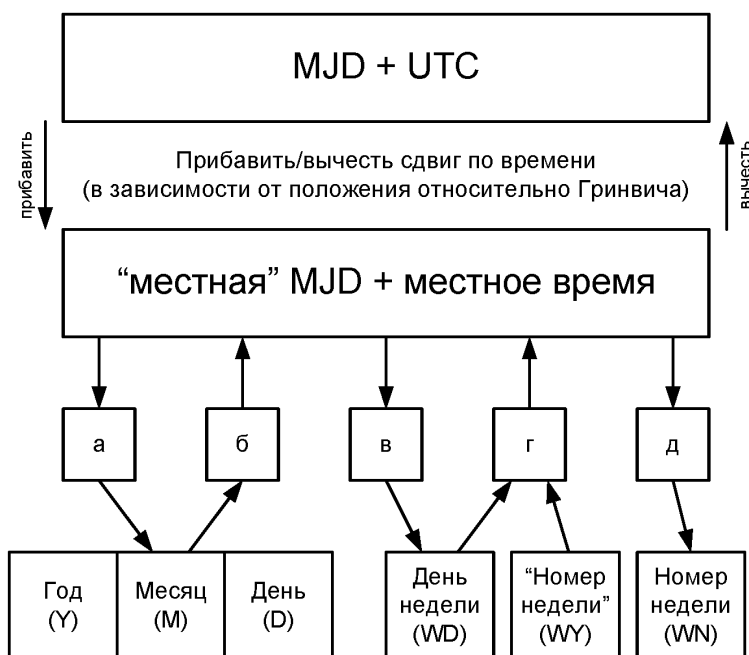 MJD + UTC
прибавить
Прибавить/вычесть сдвиг по времени
(в зависимости от положения относительно Гринвича)
вычесть
“местная” MJD + местное время
а
б
в
г
д
Год
(Y)
Месяц
(M)
День
(D)
День
недели
(WD)
“Номер
недели”
(WY)
Номер
недели
(WN)